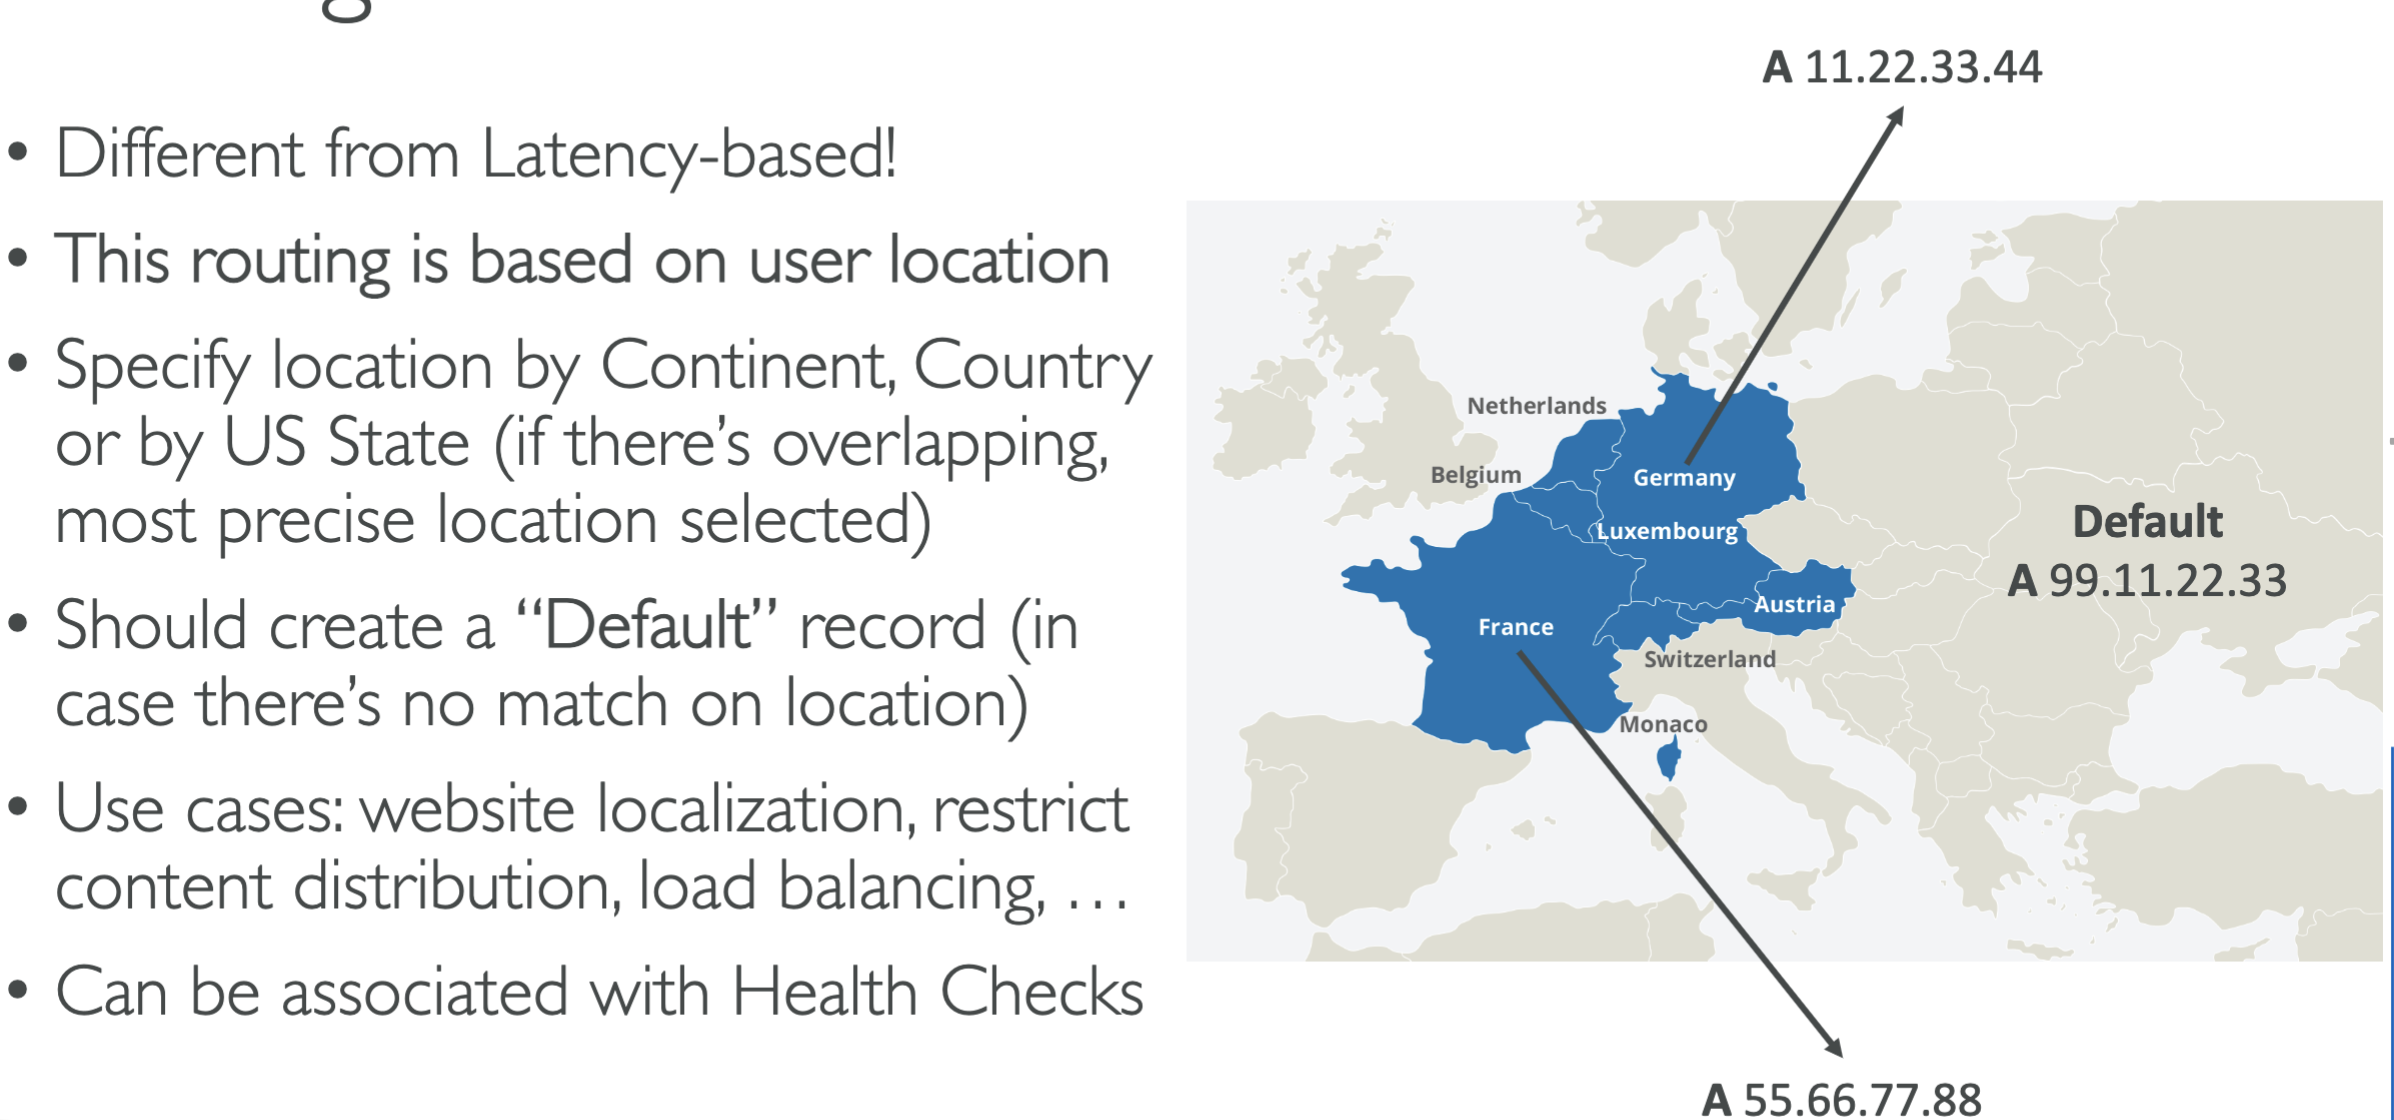 • Different from Latency-based!
• This routing is based on user location
• Specify location by Continent, Country
or by US State (if there’s overlapping,
most precise location selected)
• Should create a “Default” record (in
case there’s no match on location)
• Use cases: website localization, restrict
content distribution, load balancing, …
• Can be associated with Health Checks
A 11.22.33.44
Netherlands
Belgium
Germany
Luxembourg
Default
A 99.11.22.33
Austria
France
Switzerland
Monaco
A 55.66.77.88